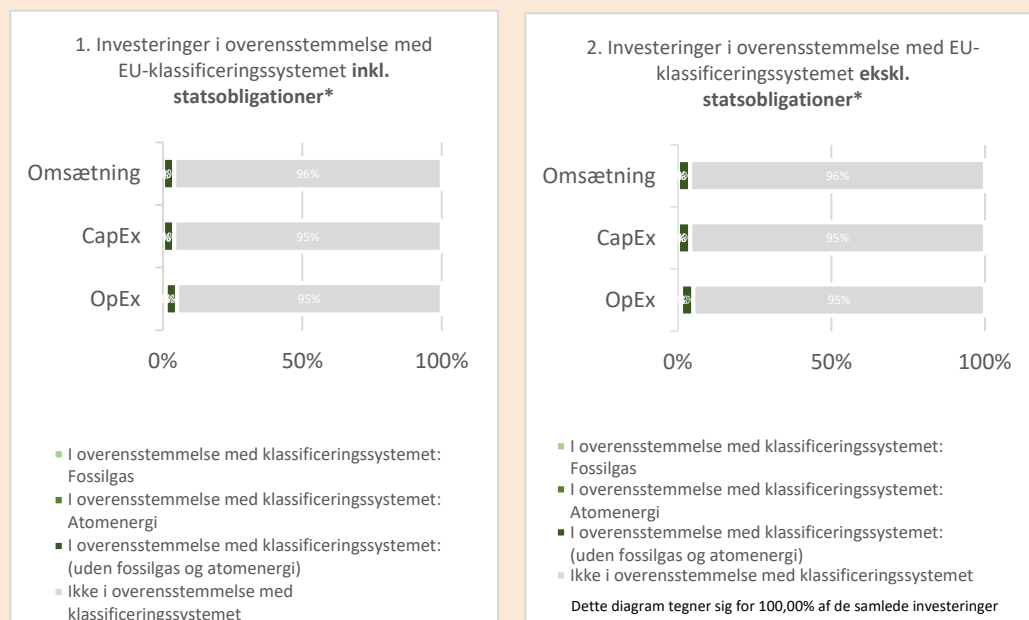 1. Investeringer i overensstemmelse med
EU-klassificeringssystemet inkl.
statsobligationer*
Omsætning
96%
CapEx
95%
OpEx
95%
0%
50%
100%
I overensstemmelse med klassificeringssystemet:
Fossilgas
I overensstemmelse med klassificeringssystemet:
Atomenergi
I overensstemmelse med klassificeringssystemet:
(uden fossilgas og atomenergi)
Ikke i overensstemmelse med
klassificeringssystemet
2. Investeringer i overensstemmelse med EU-
klassificeringssystemet ekskl.
statsobligationer*
Omsætning
96%
CapEx
95%
OpEx
95%
0%
50%
100%
I overensstemmelse med klassificeringssystemet:
Fossilgas
I overensstemmelse med klassificeringssystemet:
Atomenergi
I overensstemmelse med klassificeringssystemet:
(uden fossilgas og atomenergi)
Ikke i overensstemmelse med klassificeringssystemet
Dette diagram tegner sig for 100,00% af de samlede investeringer